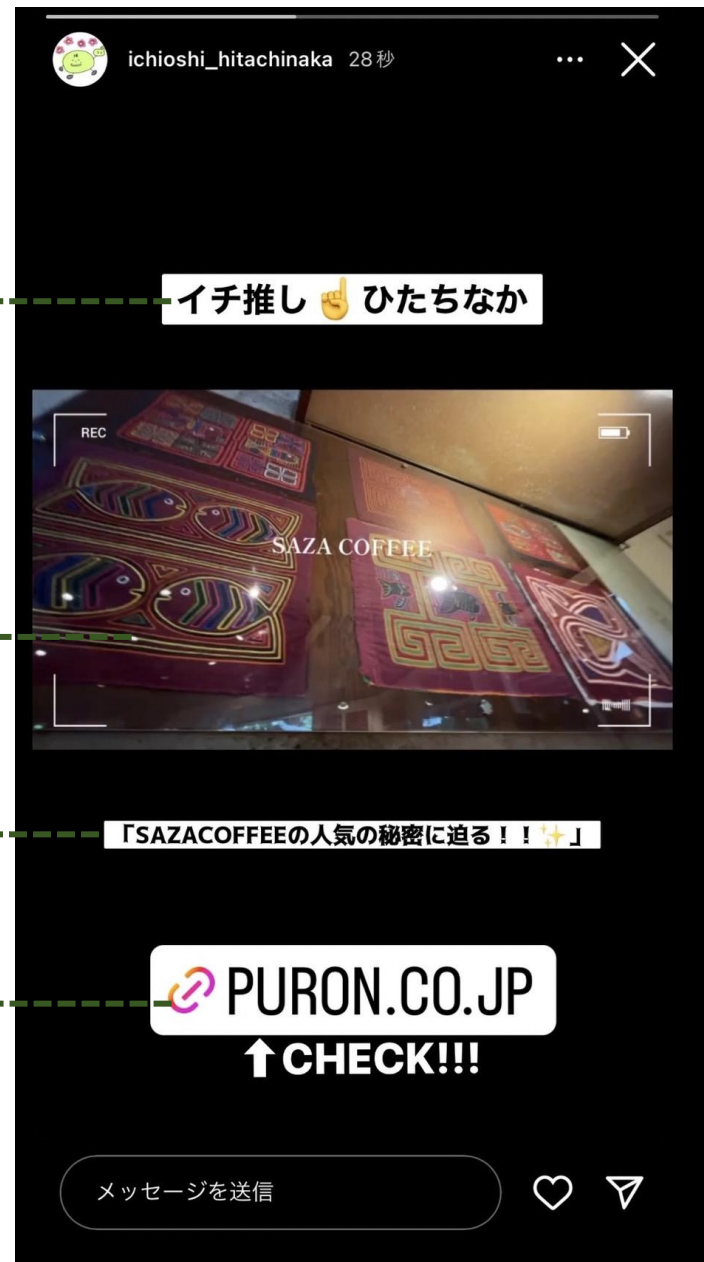 ichioshi_hitachinaka 28秒
イチ推し☝️ひたちなか
REC
SAZA COFFEE
「SAZACOFFEEの人気の秘密に迫る！！✨」
PURON.CO.JP
⬆CHECK!!!
メッセージを送信